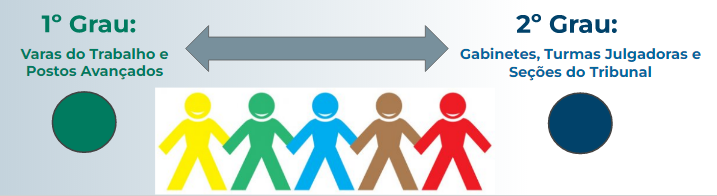 1º Grau:
Varas do Trabalho e
Postos Avançados
2º Grau:
Gabinetes, Turmas Julgadoras e
Seções do Tribunal